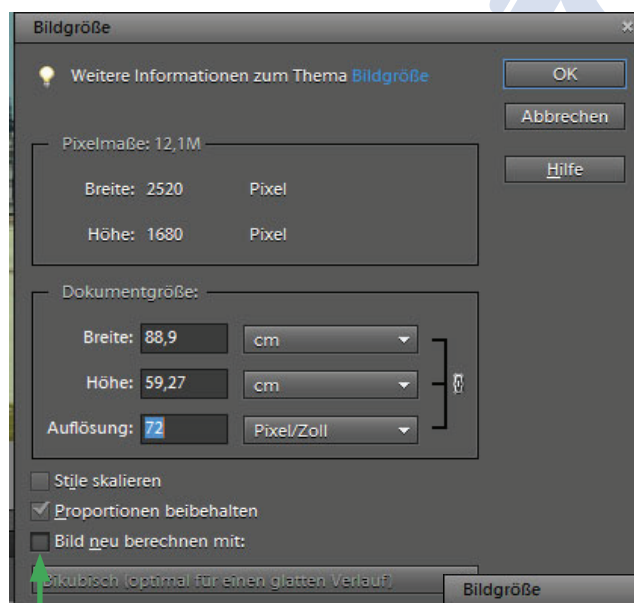 Bildgröße
Weitere Informationen zum Thema Bildgröße
OK
Abbrechen
Hilfe
Pixelmaße: 12,1M
Breite: 2520 Pixel
Höhe: 1680 Pixel
Dokumentgröße:
Breite: 88,9 cm
Höhe: 59,27 cm
Auflösung: 72 Pixel/Zoll
Stile skalieren
Proportionen beibehalten
Bild neu berechnen mit:
Bikubisch (optimal für einen glatten Verlauf)
Bildgröße